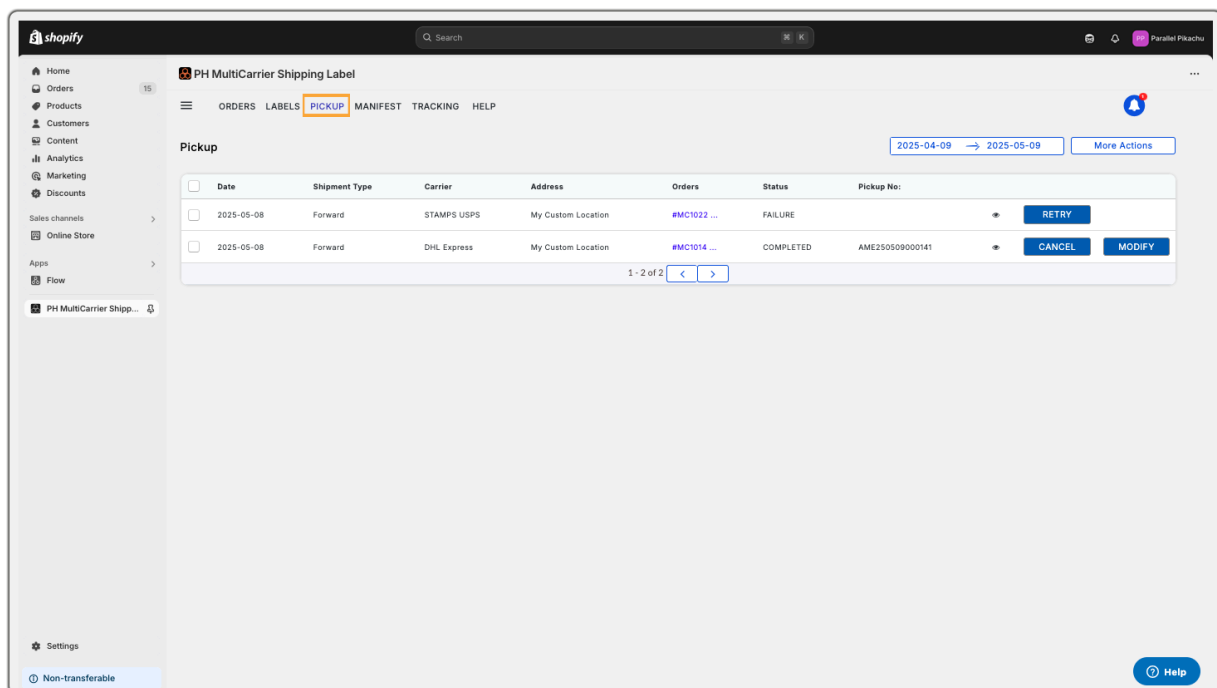 shopify
Search
⌘ K
PP Parallel Pikachu
Home
Orders 15
Products
Customers
Content
Analytics
Marketing
Discounts
Sales channels
Online Store
Apps
Flow
PH MultiCarrier Shipp...
Settings
Non-transferable
PH MultiCarrier Shipping Label
ORDERS LABELS PICKUP MANIFEST TRACKING HELP
Pickup
2025-04-09 → 2025-05-09 More Actions
Date Shipment Type Carrier Address Orders Status Pickup No:
2025-05-08 Forward STAMPS USPS My Custom Location #MC1022 ... FAILURE RETRY
2025-05-08 Forward DHL Express My Custom Location #MC1014 ... COMPLETED AME250509000141 CANCEL MODIFY
1 - 2 of 2 < >
Help